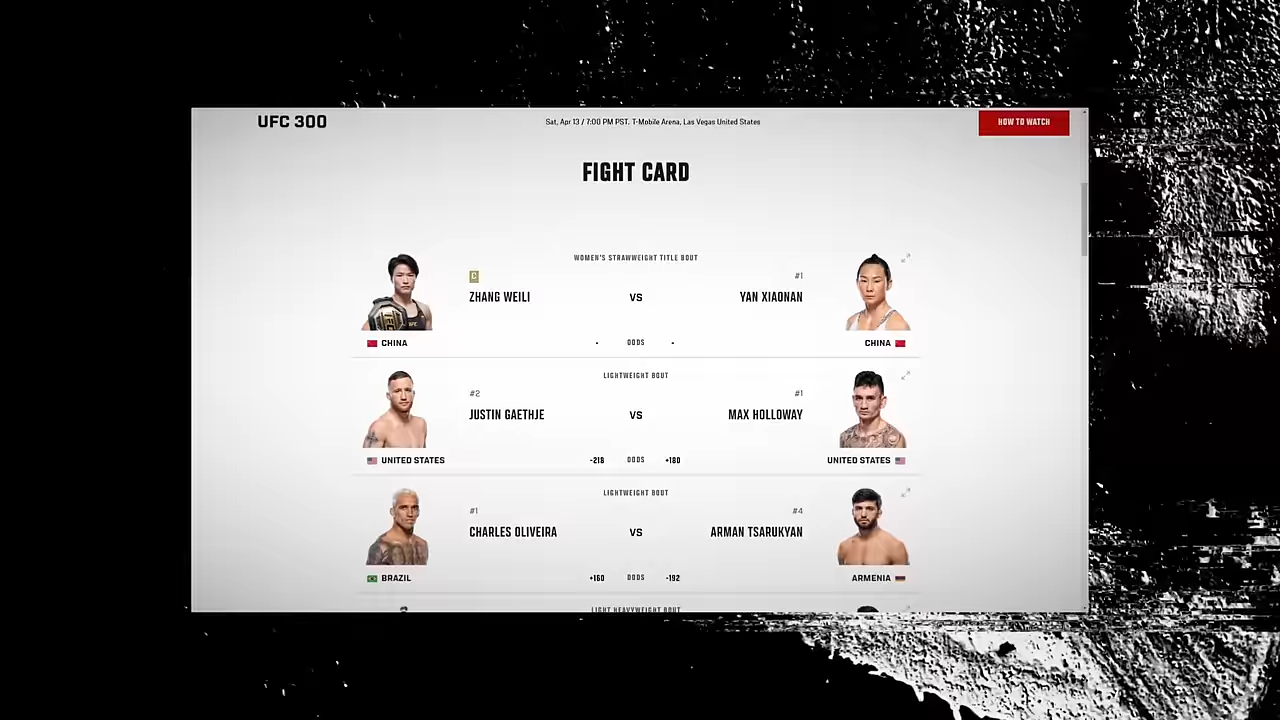 UFC 300
Sat, Apr 13 / 7:00 PM PST. T-Mobile Arena, Las Vegas United States
HOW TO WATCH
FIGHT CARD
WOMEN'S STRAWWEIGHT TITLE BOUT
C #1
ZHANG WEILI VS YAN XIAONAN
CHINA - ODDS - CHINA
LIGHTWEIGHT BOUT
#2 #1
JUSTIN GAETHJE VS MAX HOLLOWAY
UNITED STATES -218 ODDS +180 UNITED STATES
LIGHTWEIGHT BOUT
#1 #4
CHARLES OLIVEIRA VS ARMAN TSARUKYAN
BRAZIL +160 ODDS -192 ARMENIA
LIGHT HEAVYWEIGHT BOUT